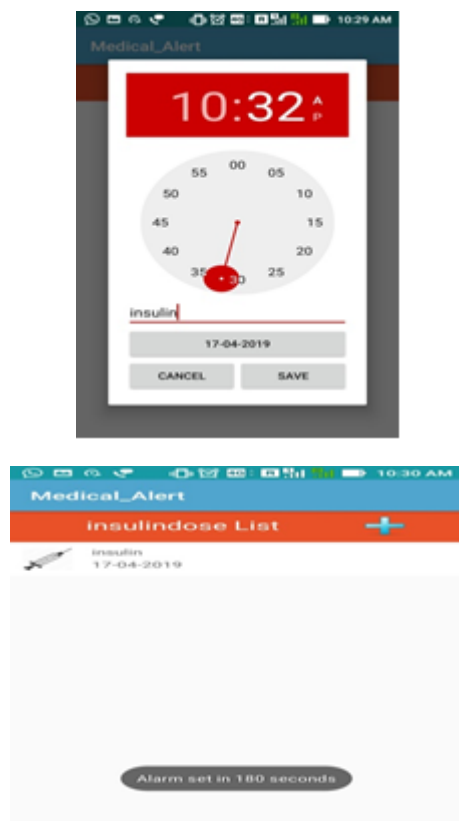 10:29 AM
Medical_Alert
10:32 A
P
00
55 05
50 10
45 15
40 20
35 25
30
insulin
17-04-2019
CANCEL SAVE
4G R 10:30 AM
Medical_Alert
insulindose List
insulin
17-04-2019
Alarm set in 180 seconds